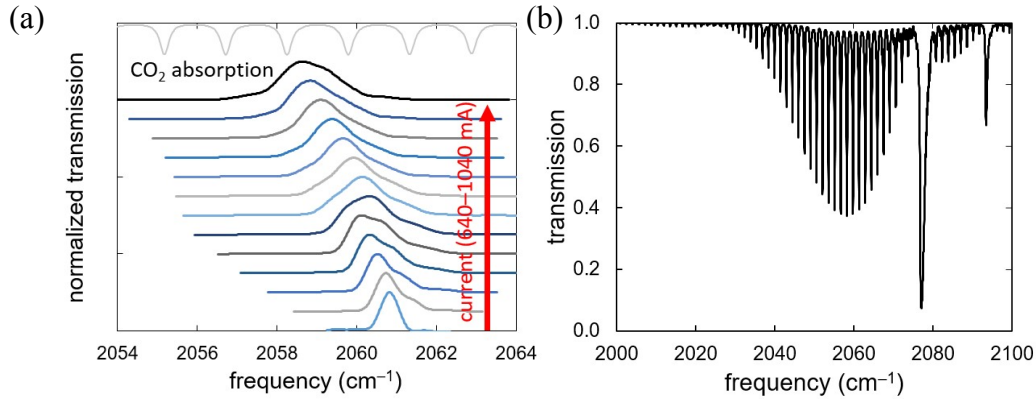 (a)
normalized transmission
CO₂ absorption
current (640–1040 mA)
2054 2056 2058 2060 2062 2064
frequency (cm⁻¹)
(b)
transmission
1.0
0.8
0.6
0.4
0.2
0.0
2000 2020 2040 2060 2080 2100
frequency (cm⁻¹)